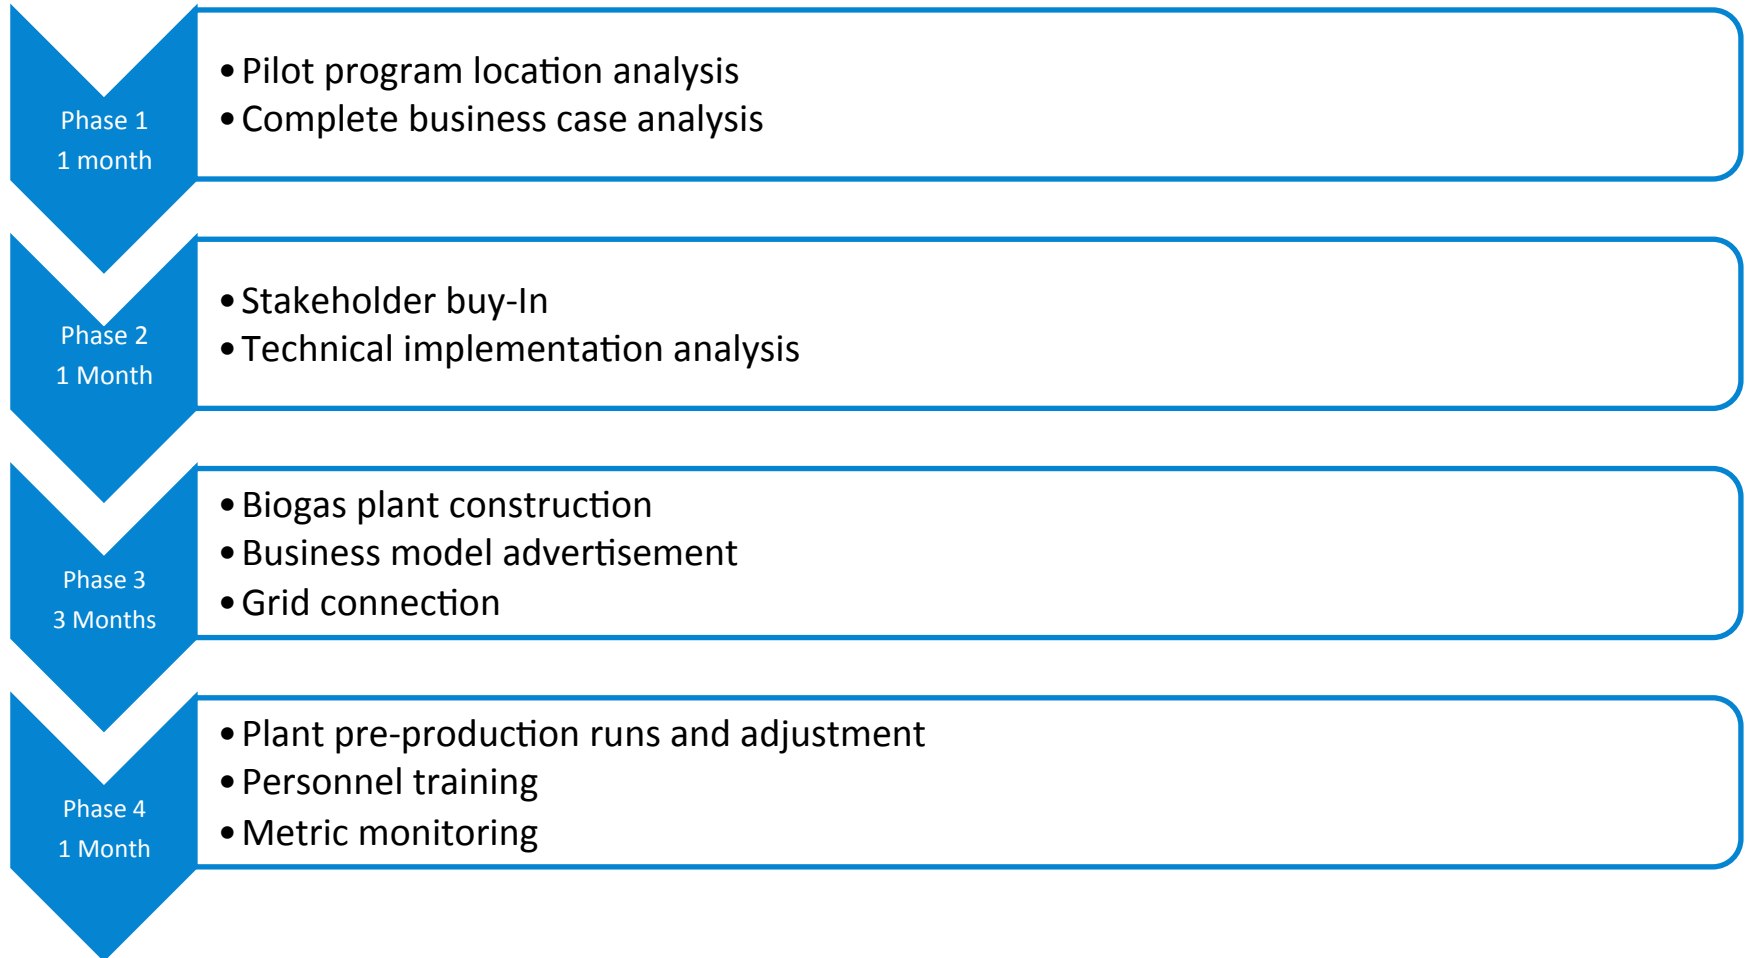 Phase 1
1 month
•Pilot program location analysis
•Complete business case analysis
Phase 2
1 Month
•Stakeholder buy-In
•Technical implementation analysis
Phase 3
3 Months
•Biogas plant construction
•Business model advertisement
•Grid connection
Phase 4
1 Month
•Plant pre-production runs and adjustment
•Personnel training
•Metric monitoring